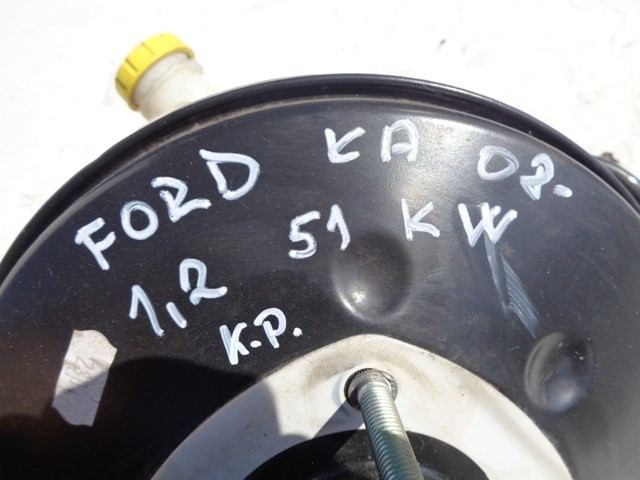 FORD KA 08-
1,2 51 KW
K.P.